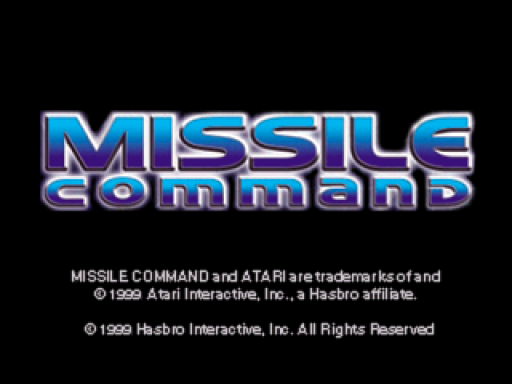 MISSILE
COMMAND
MISSILE COMMAND and ATARI are trademarks of and
© 1999 Atari Interactive, Inc., a Hasbro affiliate.
© 1999 Hasbro Interactive, Inc. All Rights Reserved